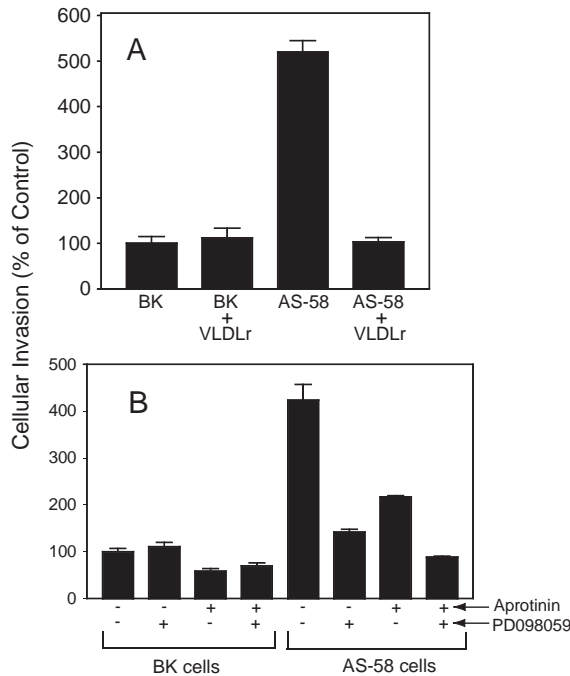 Cellular Invasion (% of Control)
600
500
400
300
200
100
0
A
BK
BK
+
VLDLr
AS-58
AS-58
+
VLDLr
500
400
300
200
100
0
B
- - + + - - + + Aprotinin
- + - + - + - + PD098059
BK cells
AS-58 cells